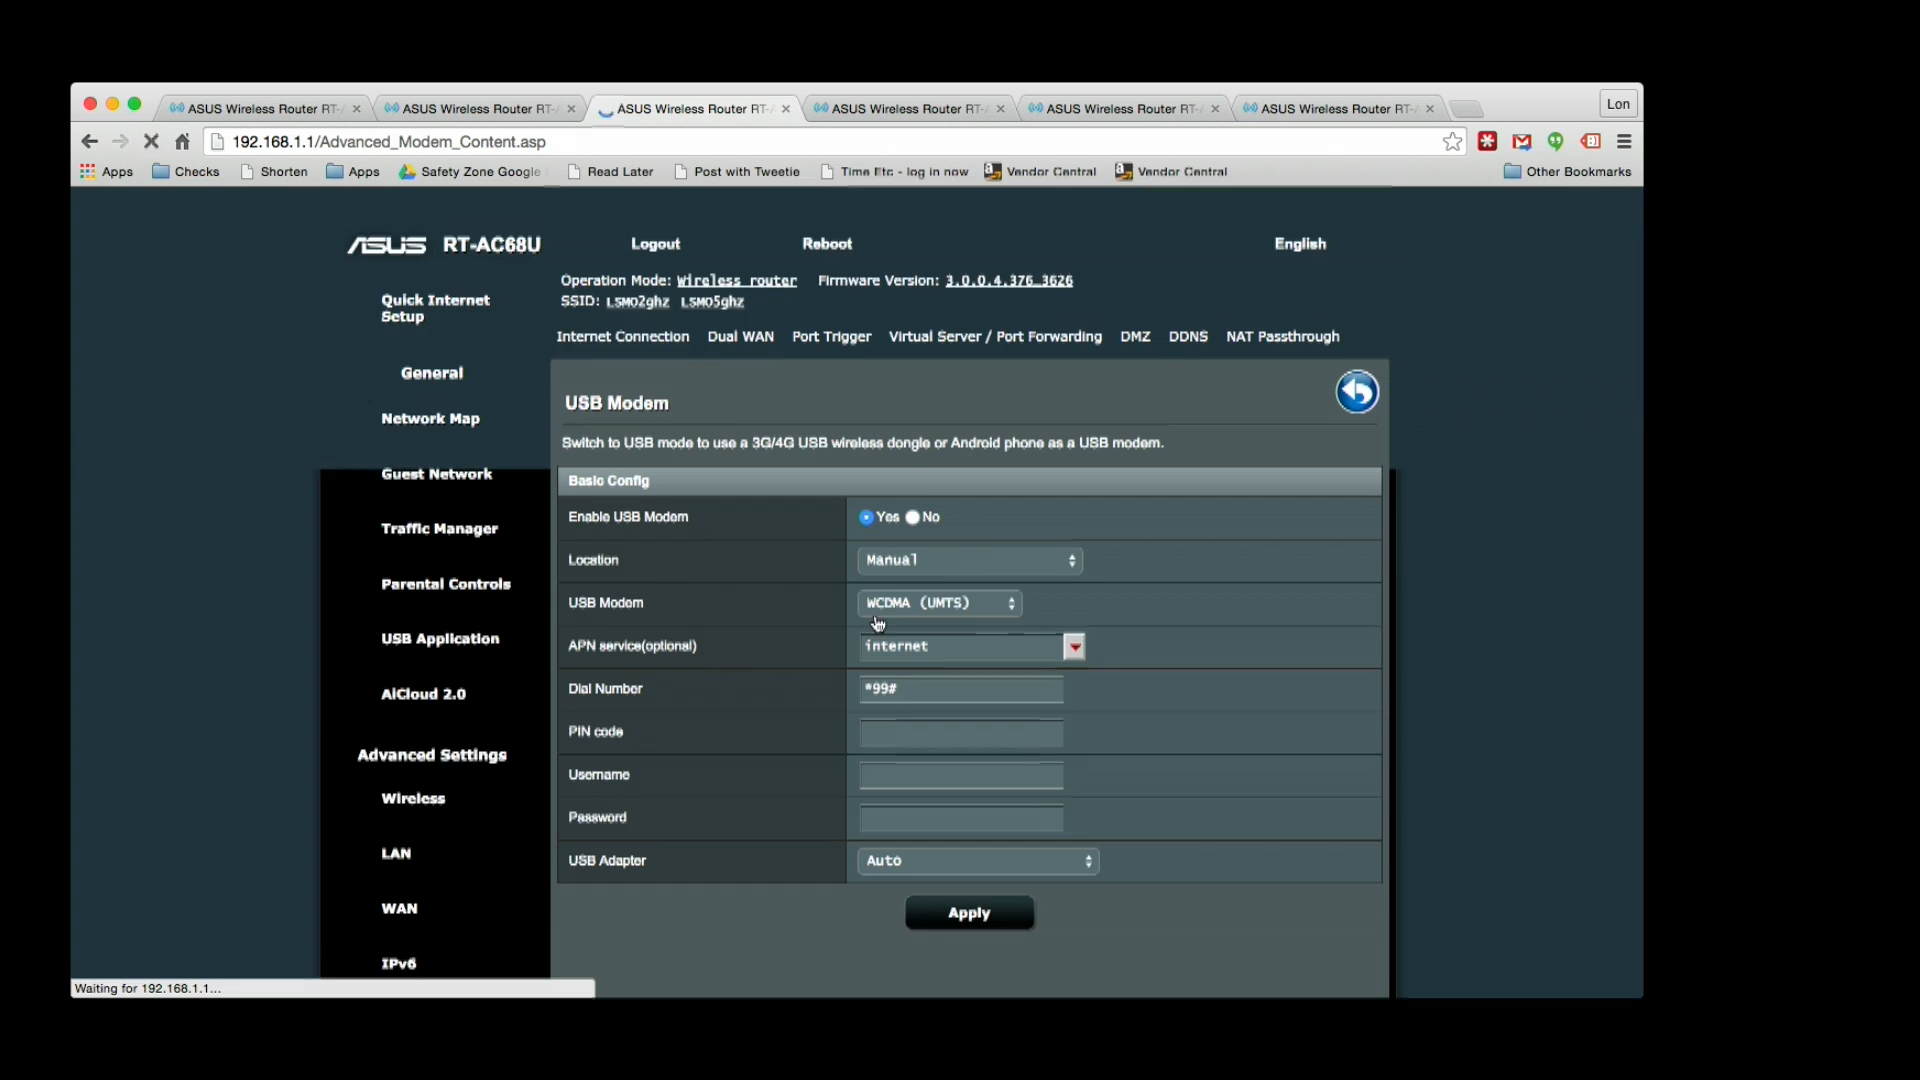 ASUS Wireless Router RT-
ASUS Wireless Router RT-
ASUS Wireless Router RT-
ASUS Wireless Router RT-
ASUS Wireless Router RT-
ASUS Wireless Router RT-
Lon
192.168.1.1/Advanced_Modem_Content.asp
Apps
Checks
Shorten
Apps
Safety Zone Google
Read Later
Post with Tweetie
Time Etc - log in now
Vendor Central
Vendor Central
Other Bookmarks
ASUS RT-AC68U
Logout
Reboot
English
Operation Mode: Wireless router Firmware Version: 3.0.0.4.376_3626
SSID: LSMO2ghz LSMO5ghz
Internet Connection
Dual WAN
Port Trigger
Virtual Server / Port Forwarding
DMZ
DDNS
NAT Passthrough
Quick Internet
Setup
General
Network Map
Guest Network
Traffic Manager
Parental Controls
USB Application
AiCloud 2.0
Advanced Settings
Wireless
LAN
WAN
IPv6
USB Modem
Switch to USB mode to use a 3G/4G USB wireless dongle or Android phone as a USB modem.
Basic Config
Enable USB Modem
Yes No
Location
Manual
USB Modem
WCDMA (UMTS)
APN service(optional)
internet
Dial Number
*99#
PIN code
Username
Password
USB Adapter
Auto
Apply
Waiting for 192.168.1.1...